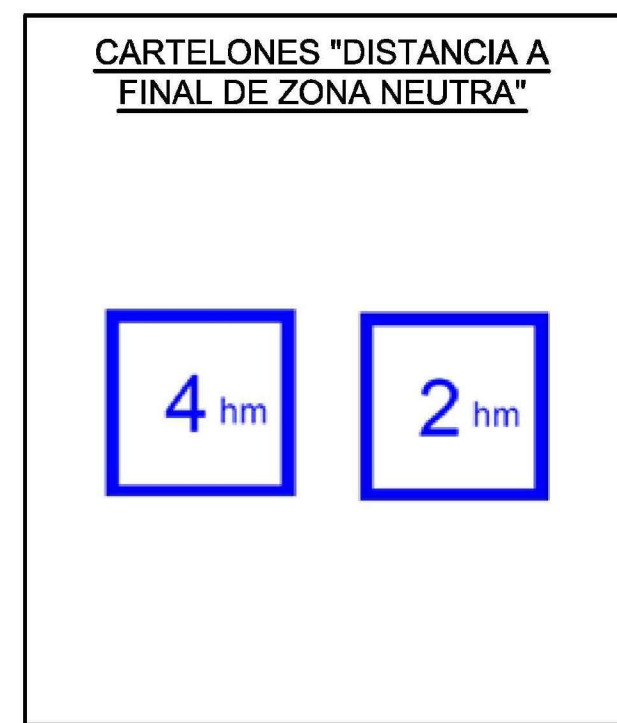 CARTELONES "DISTANCIA A
FINAL DE ZONA NEUTRA"
4 hm
2 hm